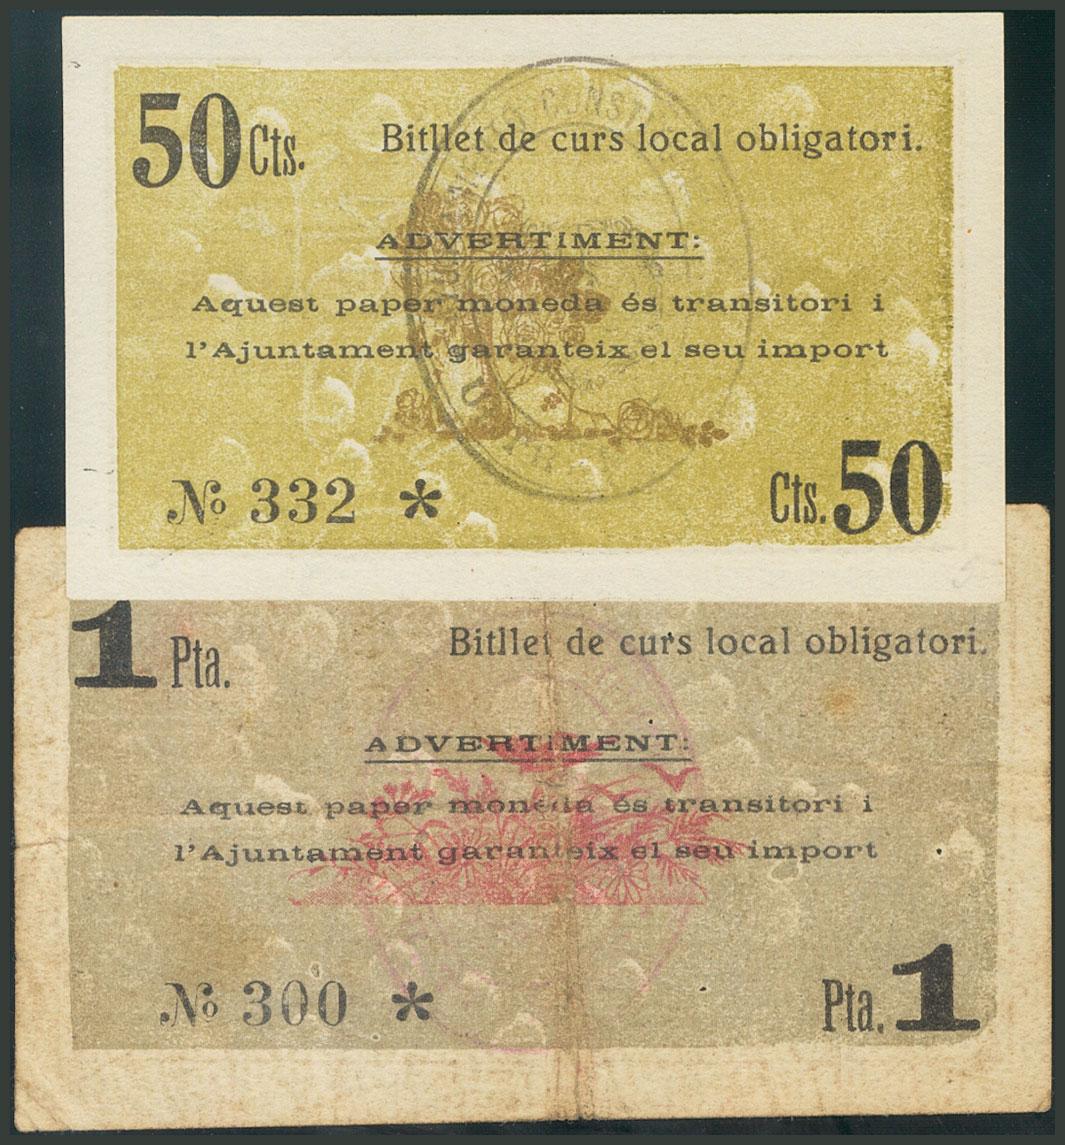 50 Cts.
Bitllet de curs local obligatori.
ADVERTIMENT:
Aquest paper moneda és transitori i
l'Ajuntament garanteix el seu import
№ 332 *
Cts. 50
1 Pta.
Bitllet de curs local obligatori.
ADVERTIMENT:
Aquest paper moneda és transitori i
l'Ajuntament garanteix el seu import
№ 300 *
Pta. 1